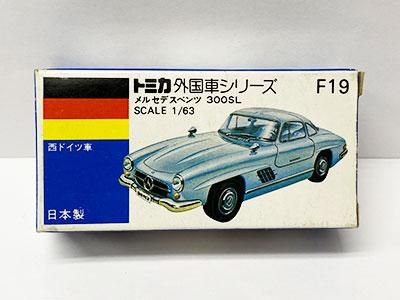 トミカ外国車シリーズ F19
メルセデスベンツ 300SL
SCALE 1/63
西ドイツ車
日本製